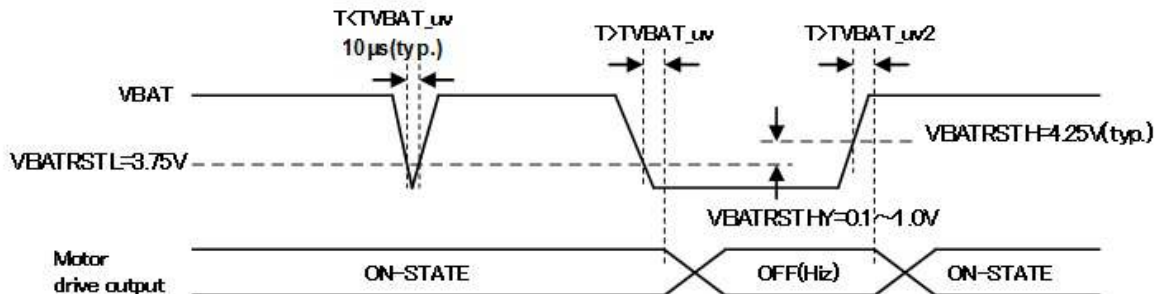 T<TVBAT_uv
10μs(typ.)
T>TVBAT_uv
T>TVBAT_uv2
VBAT
VBATRSTH=4.25V(typ.)
VBATRSTL=3.75V
VBATRSTHY=0.1~1.0V
Motor
drive output
ON-STATE
OFF(Hiz)
ON-STATE